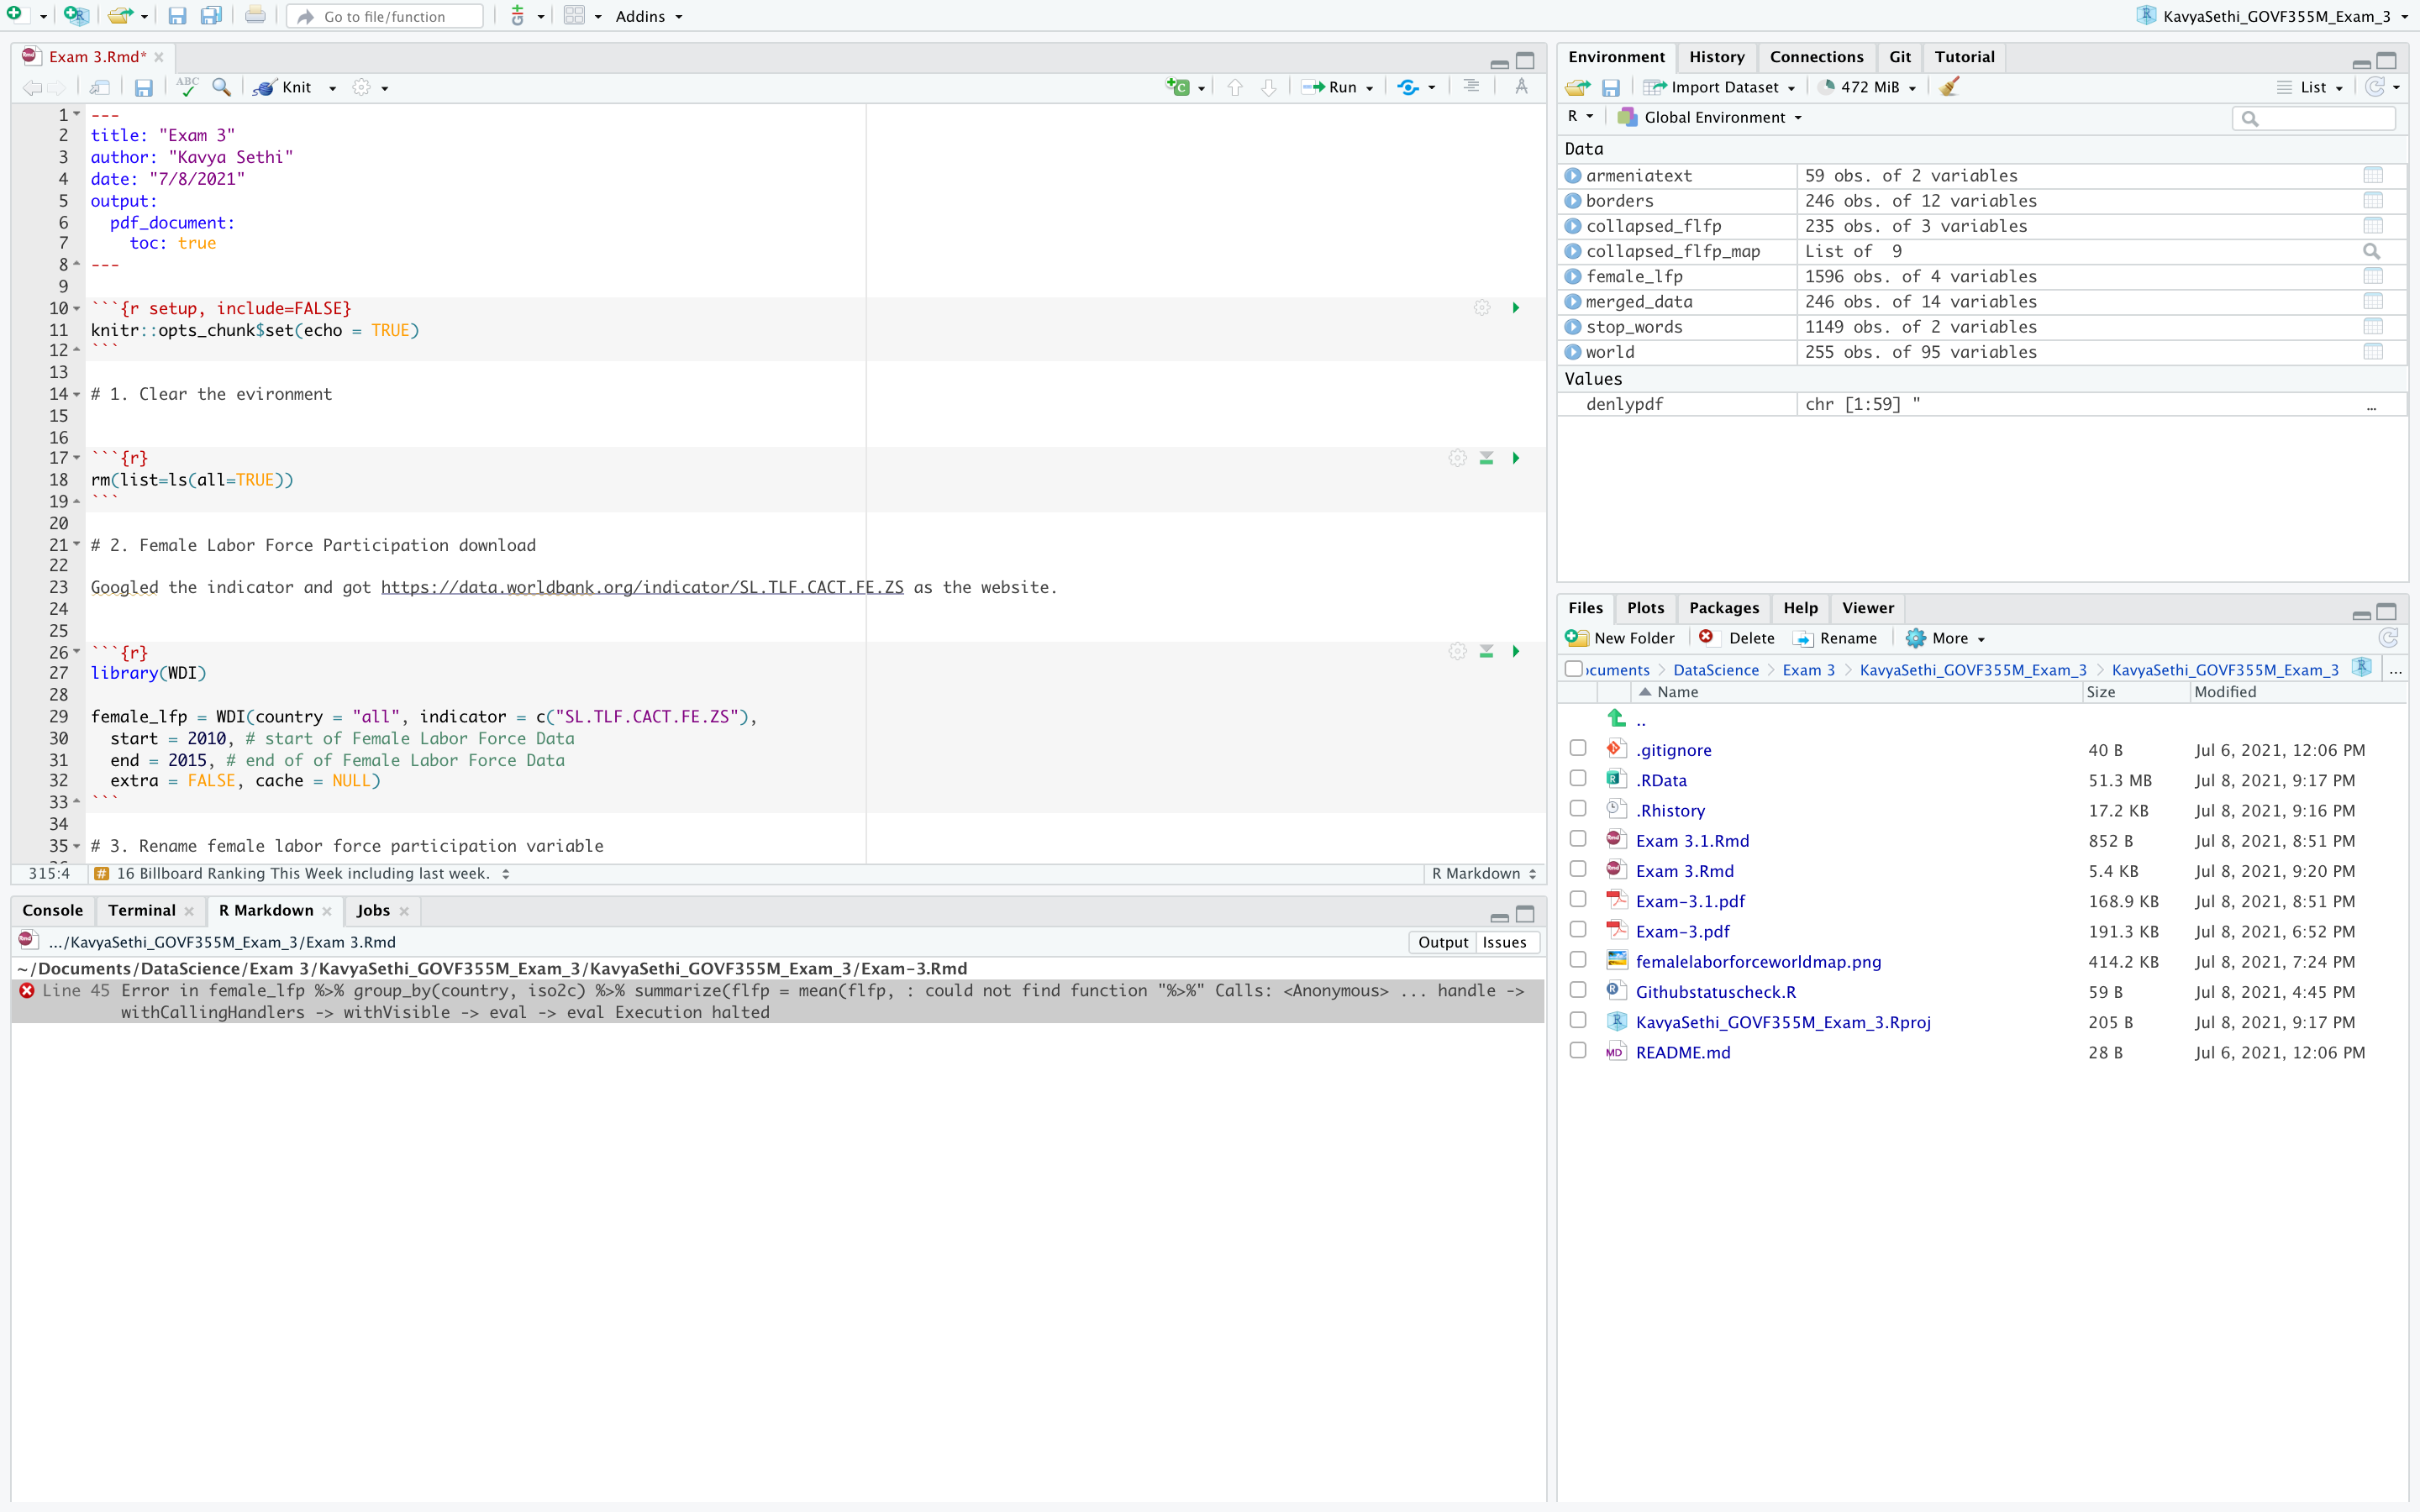 Go to file/function
Addins
KavyaSethi_GOVF355M_Exam_3
Exam 3.Rmd*
ABC
Knit
Run
1 ---
2 title: "Exam 3"
3 author: "Kavya Sethi"
4 date: "7/8/2021"
5 output:
6 pdf_document:
7 toc: true
8 ---
9
10 ```{r setup, include=FALSE}
11 knitr::opts_chunk$set(echo = TRUE)
12 ```
13
14 # 1. Clear the evironment
15
16
17 ```{r}
18 rm(list=ls(all=TRUE))
19 ```
20
21 # 2. Female Labor Force Participation download
22
23 Googled the indicator and got https://data.worldbank.org/indicator/SL.TLF.CACT.FE.ZS as the website.
24
25
26 ```{r}
27 library(WDI)
28
29 female_lfp = WDI(country = "all", indicator = c("SL.TLF.CACT.FE.ZS"),
30 start = 2010, # start of Female Labor Force Data
31 end = 2015, # end of of Female Labor Force Data
32 extra = FALSE, cache = NULL)
33 ```
34
35 # 3. Rename female labor force participation variable
315:4 # 16 Billboard Ranking This Week including last week. R Markdown
Console Terminal R Markdown Jobs
.../KavyaSethi_GOVF355M_Exam_3/Exam 3.Rmd Output Issues
~/Documents/DataScience/Exam 3/KavyaSethi_GOVF355M_Exam_3/KavyaSethi_GOVF355M_Exam_3/Exam-3.Rmd
Line 45 Error in female_lfp %>% group_by(country, iso2c) %>% summarize(flfp = mean(flfp, : could not find function "%>%" Calls: <Anonymous> ... handle ->
withCallingHandlers -> withVisible -> eval -> eval Execution halted
Environment History Connections Git Tutorial
Import Dataset 472 MiB List
R Global Environment
Data
armeniatext 59 obs. of 2 variables
borders 246 obs. of 12 variables
collapsed_flfp 235 obs. of 3 variables
collapsed_flfp_map List of 9
female_lfp 1596 obs. of 4 variables
merged_data 246 obs. of 14 variables
stop_words 1149 obs. of 2 variables
world 255 obs. of 95 variables
Values
denlypdf chr [1:59] " …
Files Plots Packages Help Viewer
New Folder Delete Rename More
ocuments > DataScience > Exam 3 > KavyaSethi_GOVF355M_Exam_3 > KavyaSethi_GOVF355M_Exam_3 ...
Name Size Modified
..
.gitignore 40 B Jul 6, 2021, 12:06 PM
.RData 51.3 MB Jul 8, 2021, 9:17 PM
.Rhistory 17.2 KB Jul 8, 2021, 9:16 PM
Exam 3.1.Rmd 852 B Jul 8, 2021, 8:51 PM
Exam 3.Rmd 5.4 KB Jul 8, 2021, 9:20 PM
Exam-3.1.pdf 168.9 KB Jul 8, 2021, 8:51 PM
Exam-3.pdf 191.3 KB Jul 8, 2021, 6:52 PM
femalelaborforceworldmap.png 414.2 KB Jul 8, 2021, 7:24 PM
Githubstatuscheck.R 59 B Jul 8, 2021, 4:45 PM
KavyaSethi_GOVF355M_Exam_3.Rproj 205 B Jul 8, 2021, 9:17 PM
MD README.md 28 B Jul 6, 2021, 12:06 PM